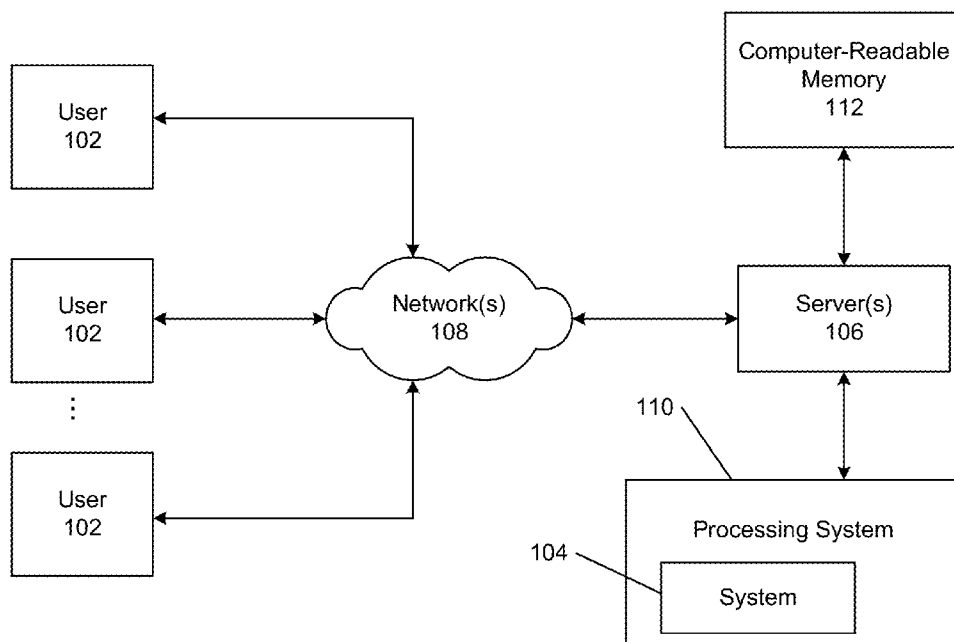 Computer-Readable
Memory
112
User
102
User
102
Network(s)
108
Server(s)
106
⋮
110
User
102
Processing System
104
System